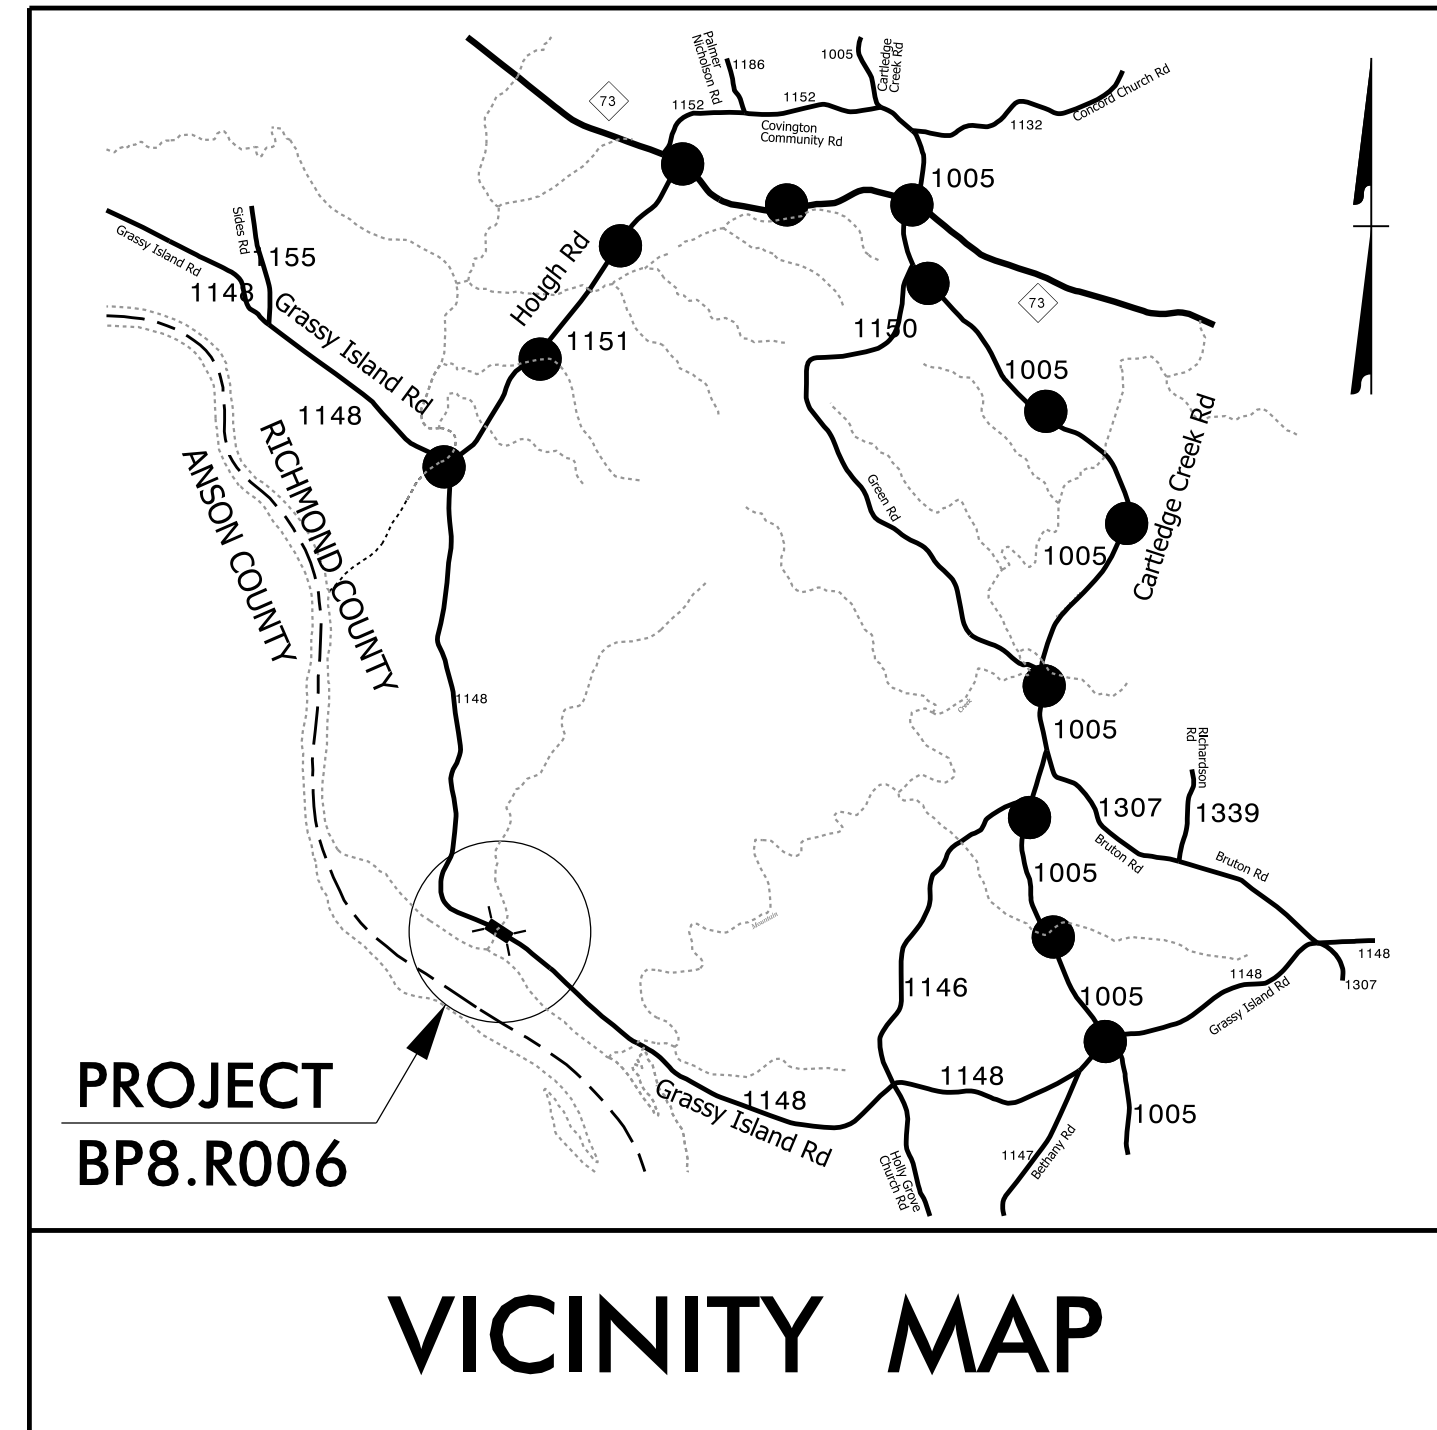 Palmer
Nicholson Rd
1186
1005
Cartledge
Creek Rd
Concord Church Rd
73
1152
1152
1132
Covington
Community Rd
1005
Sides Rd
Grassy Island Rd
1155
1148
Hough Rd
73
Grassy Island Rd
1151
1150
1005
1148
Cartledge Creek Rd
RICHMOND COUNTY
ANSON COUNTY
Green Rd
1005
1148
Creek
1005
Richardson
Rd
1307
1339
Bruton Rd
Bruton Rd
1005
Mountain
1148
1148
1307
1146
1005
Grassy Island Rd
PROJECT
BP8.R006
1148
1148
Grassy Island Rd
1005
1147
Bethany Rd
Holly Grove
Church Rd
VICINITY MAP